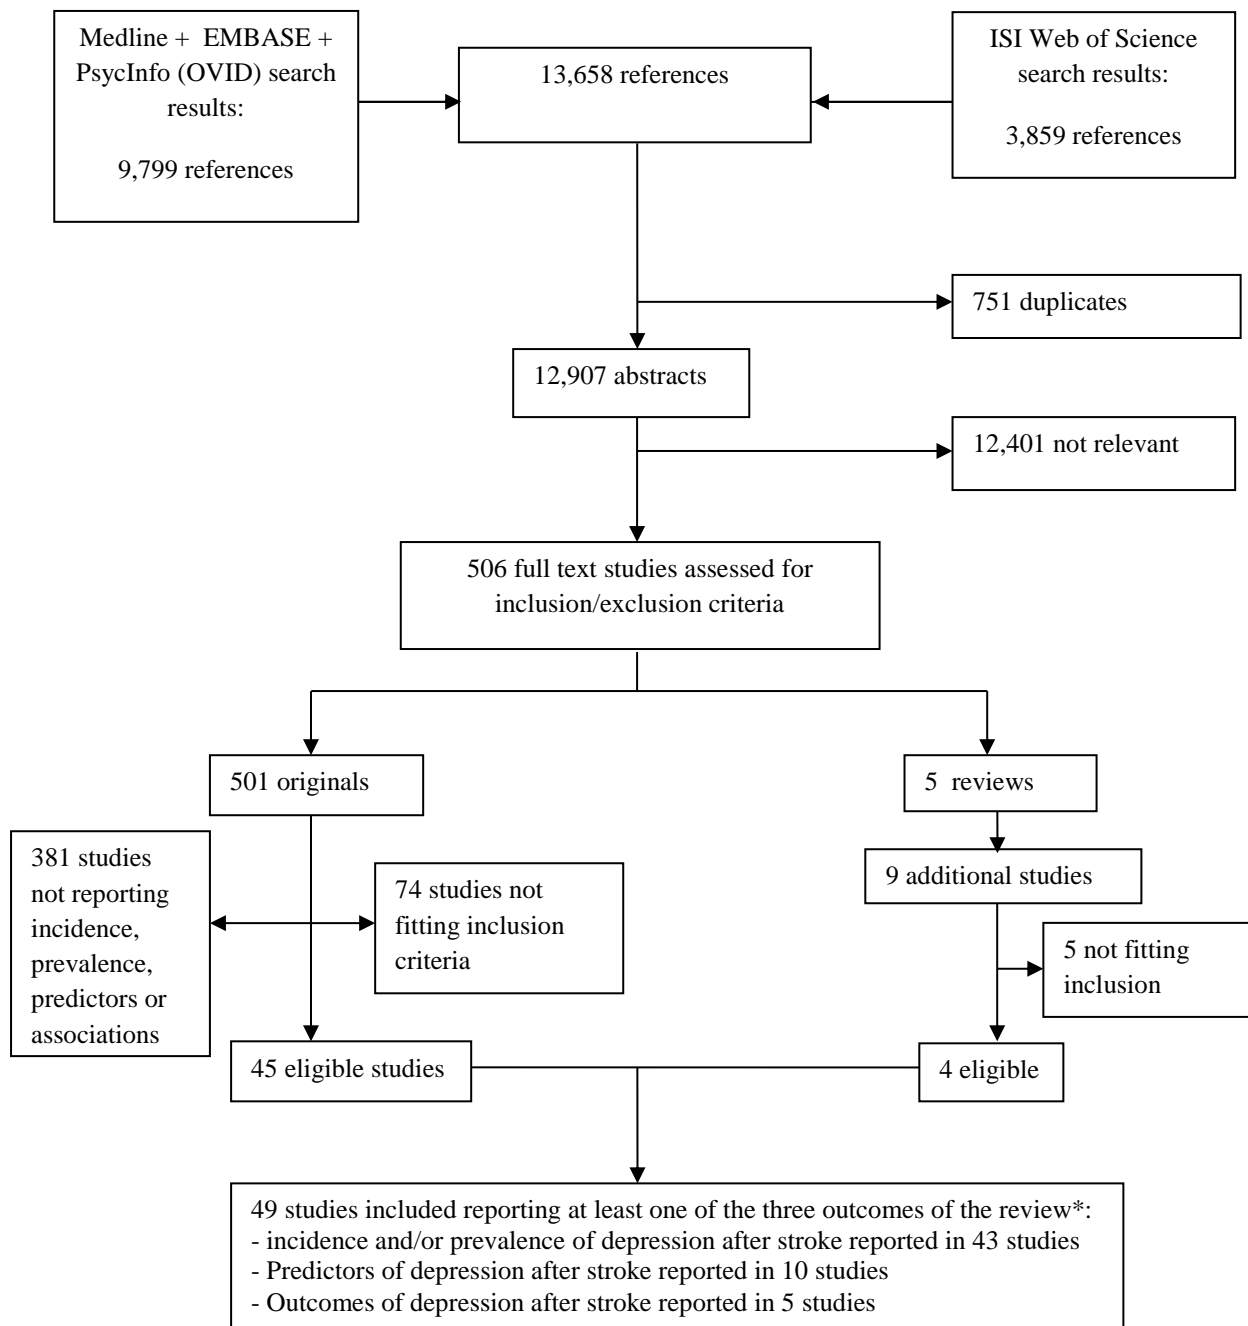 Medline + EMBASE +
PsycInfo (OVID) search
results:
9,799 references
13,658 references
ISI Web of Science
search results:
3,859 references
751 duplicates
12,907 abstracts
12,401 not relevant
506 full text studies assessed for
inclusion/exclusion criteria
501 originals
5 reviews
381 studies
not reporting
incidence,
prevalence,
predictors or
associations
74 studies not
fitting inclusion
criteria
9 additional studies
5 not fitting
inclusion
45 eligible studies
4 eligible
49 studies included reporting at least one of the three outcomes of the review*:
- incidence and/or prevalence of depression after stroke reported in 43 studies
- Predictors of depression after stroke reported in 10 studies
- Outcomes of depression after stroke reported in 5 studies